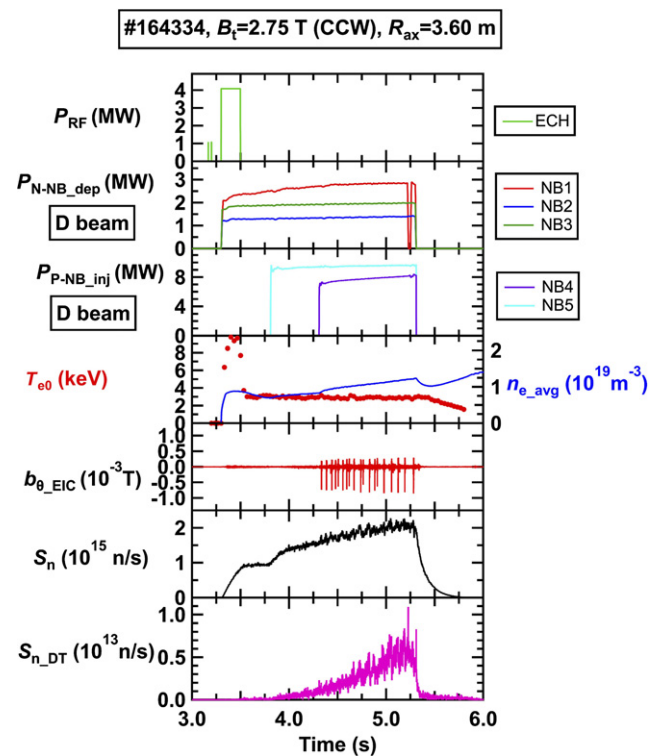 #164334, Bt=2.75 T (CCW), Rax=3.60 m
PRF (MW)
4
3
2
1
0
ECH
PN-NB_dep (MW)
D beam
3
2
1
0
NB1
NB2
NB3
PP-NB_inj (MW)
D beam
8
4
0
NB4
NB5
Te0 (keV)
8
6
4
2
0
2
1
0
ne_avg (10^19 m^-3)
bθ_EIC (10^-3T)
1.0
0.5
0.0
-0.5
-1.0
Sn (10^15 n/s)
2
1
0
Sn_DT (10^13 n/s)
1.0
0.5
0.0
3.0 4.0 5.0 6.0
Time (s)